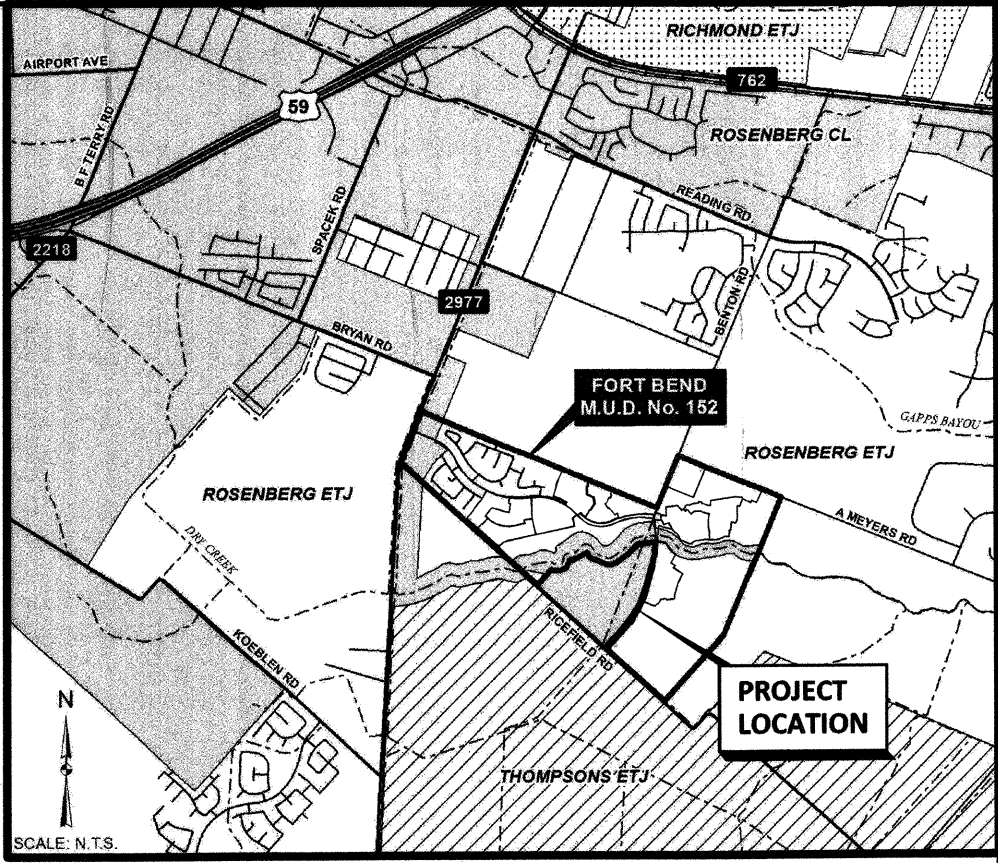 RICHMOND ETJ
AIRPORT AVE
762
59
B F TERRY RD
ROSENBERG CL
READING RD
SPACEK RD
2218
2977
BENTON RD
BRYAN RD
FORT BEND
M.U.D. No. 152
GAPPS BAYOU
ROSENBERG ETJ
ROSENBERG ETJ
A MEYERS RD
DRY CREEK
RICEFIELD RD
KOEBLEN RD
PROJECT
LOCATION
N
THOMPSONS ETJ
SCALE: N.T.S.